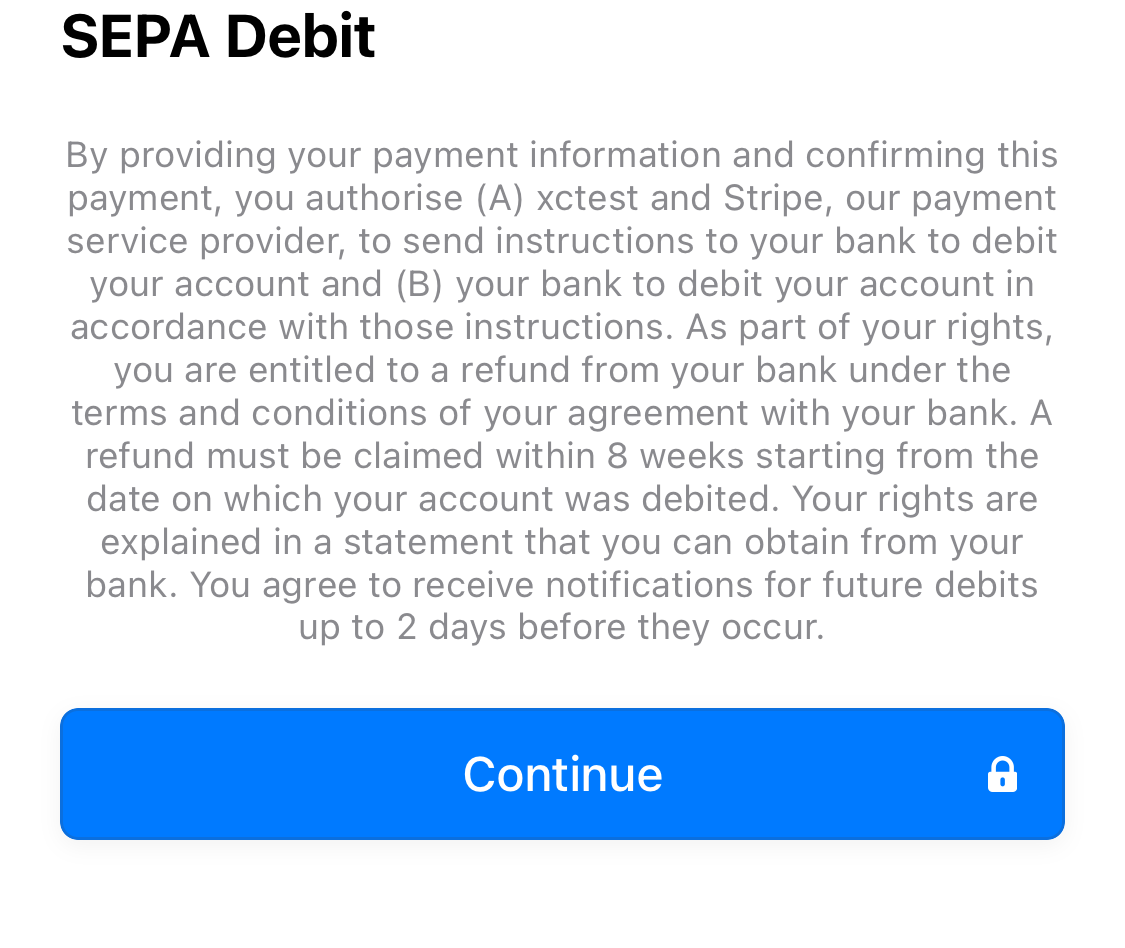 SEPA Debit
By providing your payment information and confirming this
payment, you authorise (A) xctest and Stripe, our payment
service provider, to send instructions to your bank to debit
your account and (B) your bank to debit your account in
accordance with those instructions. As part of your rights,
you are entitled to a refund from your bank under the
terms and conditions of your agreement with your bank. A
refund must be claimed within 8 weeks starting from the
date on which your account was debited. Your rights are
explained in a statement that you can obtain from your
bank. You agree to receive notifications for future debits
up to 2 days before they occur.
Continue